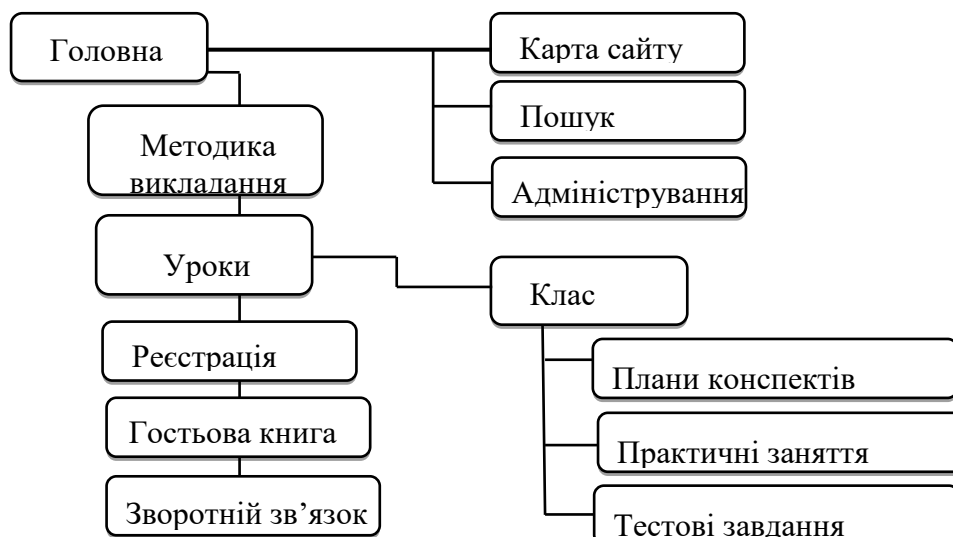 Головна
Карта сайту
Пошук
Методика
викладання
Адміністрування
Уроки
Клас
Реєстрація
Плани конспектів
Гостьова книга
Практичні заняття
Зворотній зв’язок
Тестові завдання